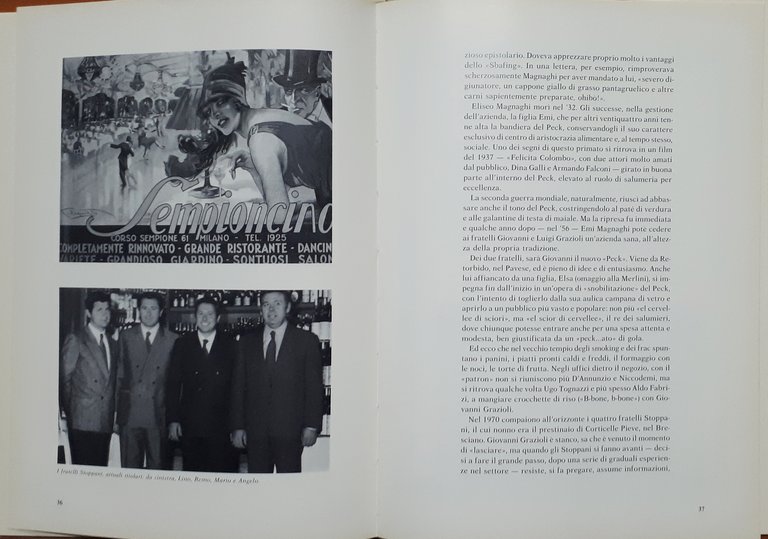 Sempioncino
CORSO SEMPIONE 61 MILANO - TEL. 1925
COMPLETAMENTE RINNOVATO - GRANDE RISTORANTE - DANCIN
VARIETE - GRANDIOSO GIARDINO - SONTUOSI SALON
I fratelli Stoppani, attuali titolari: da sinistra, Lino, Remo, Mario e Angelo.
36
zioso epistolario. Doveva apprezzare proprio molto i vantaggi
dello «Sbafing». In una lettera, per esempio, rimproverava
scherzosamente Magnaghi per aver mandato a lui, «severo di-
giunatore, un cappone giallo di grasso pantagruelico e altre
carni sapientemente preparate, ohibo!».
Eliseo Magnaghi morì nel '32. Gli successe, nella gestione
dell'azienda, la figlia Emi, che per altri ventiquattro anni ten-
ne alta la bandiera del Peck, conservandogli il suo carattere
esclusivo di centro di aristocrazia alimentare e, al tempo stesso,
sociale. Uno dei segni di questo primato si ritrova in un film
del 1937 — «Felicita Colombo», con due attori molto amati
dal pubblico, Dina Galli e Armando Falconi — girato in buona
parte all'interno del Peck, elevato al ruolo di salumeria per
eccellenza.
La seconda guerra mondiale, naturalmente, riuscì ad abbas-
sare anche il tono del Peck, costringendolo al paté di verdura
e alle galantine di testa di maiale. Ma la ripresa fu immediata
e qualche anno dopo — nel '56 — Emi Magnaghi poté cedere
ai fratelli Giovanni e Luigi Grazioli un'azienda sana, all'altez-
za della propria tradizione.
Dei due fratelli, sarà Giovanni il nuovo «Peck». Viene da Re-
torbido, nel Pavese, ed è pieno di idee e di entusiasmo. Anche
lui affiancato da una figlia, Elsa (omaggio alla Merlini), si im-
pegna fin dall'inizio in un'opera di «snobilitazione» del Peck,
con l'intento di toglierlo dalla sua aulica campana di vetro e
aprirlo a un pubblico più vasto e popolare: non più «el cervel-
lee di sciori», ma «el scior di cervellee», il re dei salumieri,
dove chiunque potesse entrare anche per una spesa attenta e
modesta, ben giustificata da un «peck...ato» di gola.
Ed ecco che nel vecchio tempio degli smoking e dei frac spun-
tano i panini, i piatti pronti caldi e freddi, il formaggio con
le noci, le torte di frutta. Negli uffici dietro il negozio, con il
«patron» non si riuniscono più D'Annunzio e Niccodemi, ma
si ritrova qualche volta Ugo Tognazzi e più spesso Aldo Fabri-
zi, a mangiare crocchette di riso («B-bone, b-bone») con Gio-
vanni Grazioli.
Nel 1970 compaiono all'orizzonte i quattro fratelli Stoppa-
ni, il cui nonno era il prestinaio di Corticelle Pieve, nel Bre-
sciano. Giovanni Grazioli è stanco, sa che è venuto il momento
di «lasciare», ma quando gli Stoppani si fanno avanti — deci-
si a fare il grande passo, dopo una serie di graduali esperien-
ze nel settore — resiste, si fa pregare, assume informazioni,
37